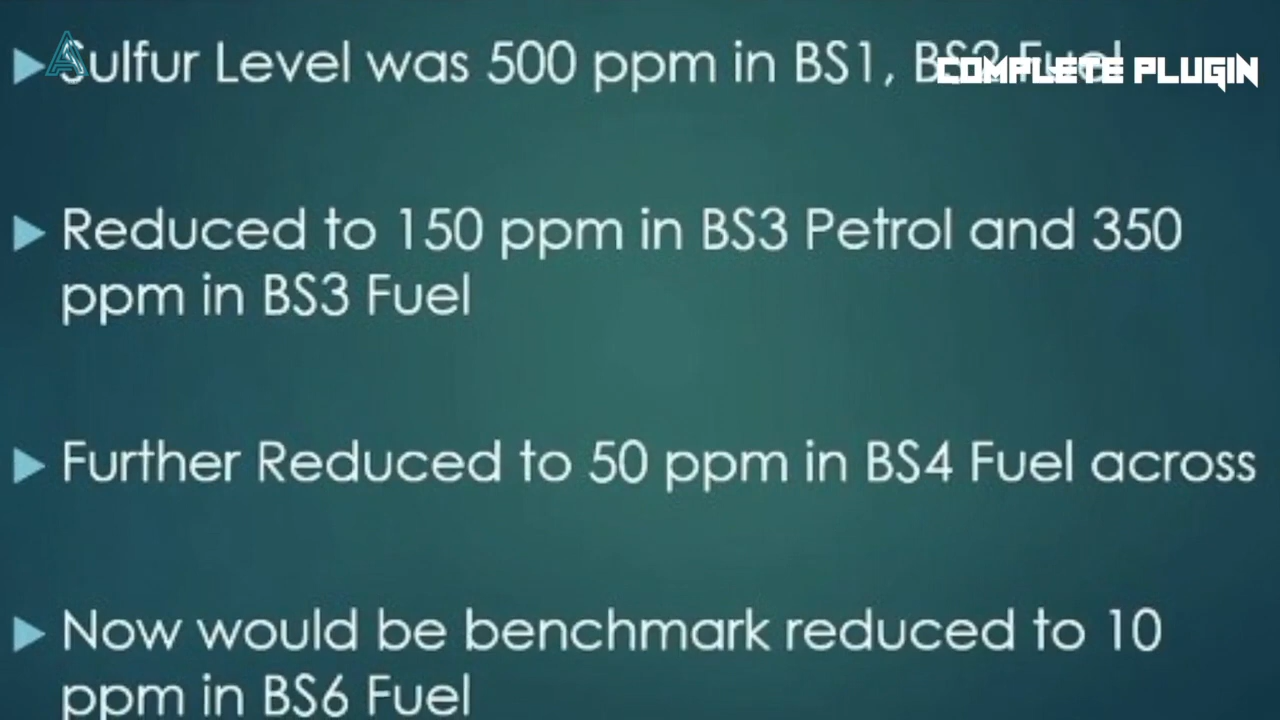 Sulfur Level was 500 ppm in BS1, BS2 Fuel
COMPLETE PLUGIN
Reduced to 150 ppm in BS3 Petrol and 350
ppm in BS3 Fuel
Further Reduced to 50 ppm in BS4 Fuel across
Now would be benchmark reduced to 10
ppm in BS6 Fuel